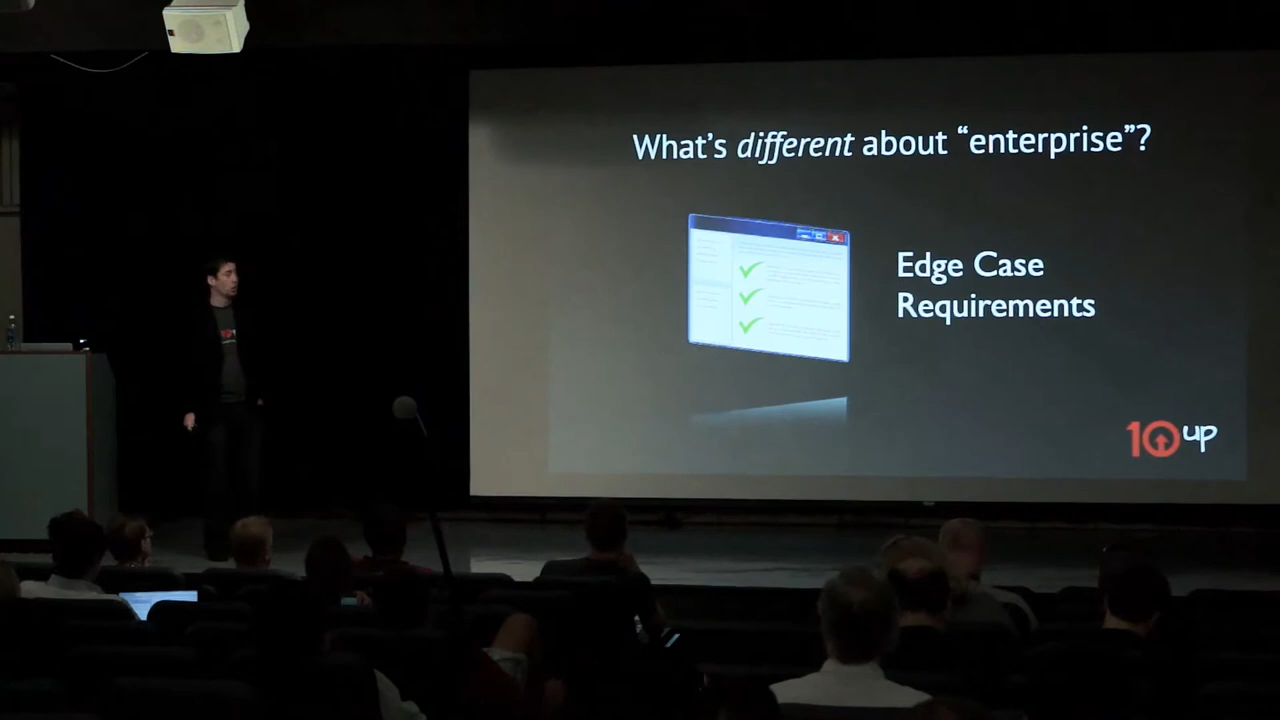 What's different about “enterprise”?
Edge Case
Requirements
10up